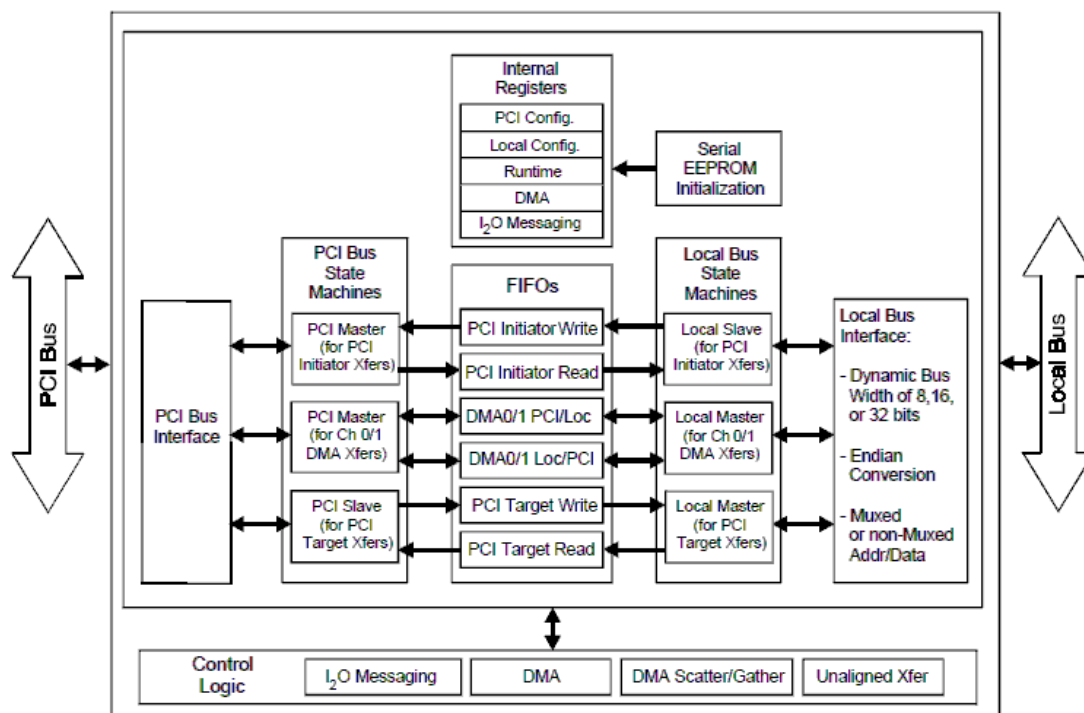 Internal
Registers
PCI Config.
Local Config.
Runtime
DMA
I₂O Messaging
Serial
EEPROM
Initialization
PCI Bus
PCI Bus
Interface
PCI Bus
State
Machines
PCI Master
(for PCI
Initiator Xfers)
PCI Master
(for Ch 0/1
DMA Xfers)
PCI Slave
(for PCI
Target Xfers)
FIFOs
PCI Initiator Write
PCI Initiator Read
DMA0/1 PCI/Loc
DMA0/1 Loc/PCI
PCI Target Write
PCI Target Read
Local Bus
State
Machines
Local Slave
(for PCI
Initiator Xfers)
Local Master
(for Ch 0/1
DMA Xfers)
Local Master
(for PCI
Target Xfers)
Local Bus
Interface:
- Dynamic Bus
Width of 8,16,
or 32 bits
- Endian
Conversion
- Muxed
or non-Muxed
Addr/Data
Local Bus
Control
Logic
I₂O Messaging
DMA
DMA Scatter/Gather
Unaligned Xfer